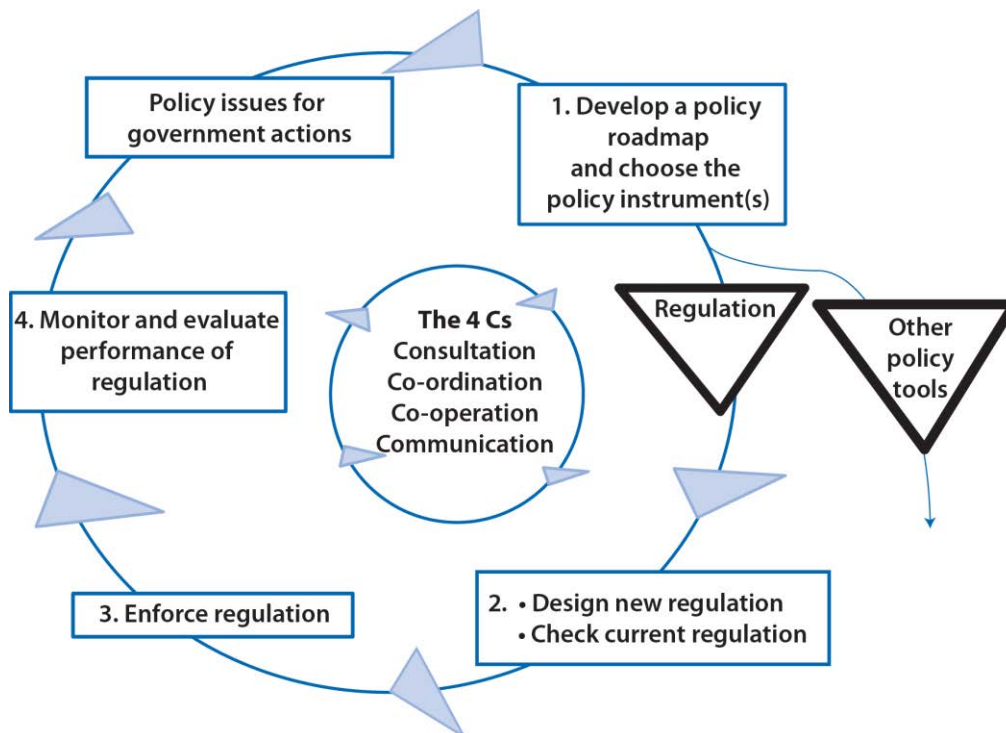 Policy issues for
government actions
1. Develop a policy
roadmap
and choose the
policy instrument(s)
Regulation
Other
policy
tools
2. • Design new regulation
• Check current regulation
3. Enforce regulation
4. Monitor and evaluate
performance of
regulation
The 4 Cs
Consultation
Co-ordination
Co-operation
Communication